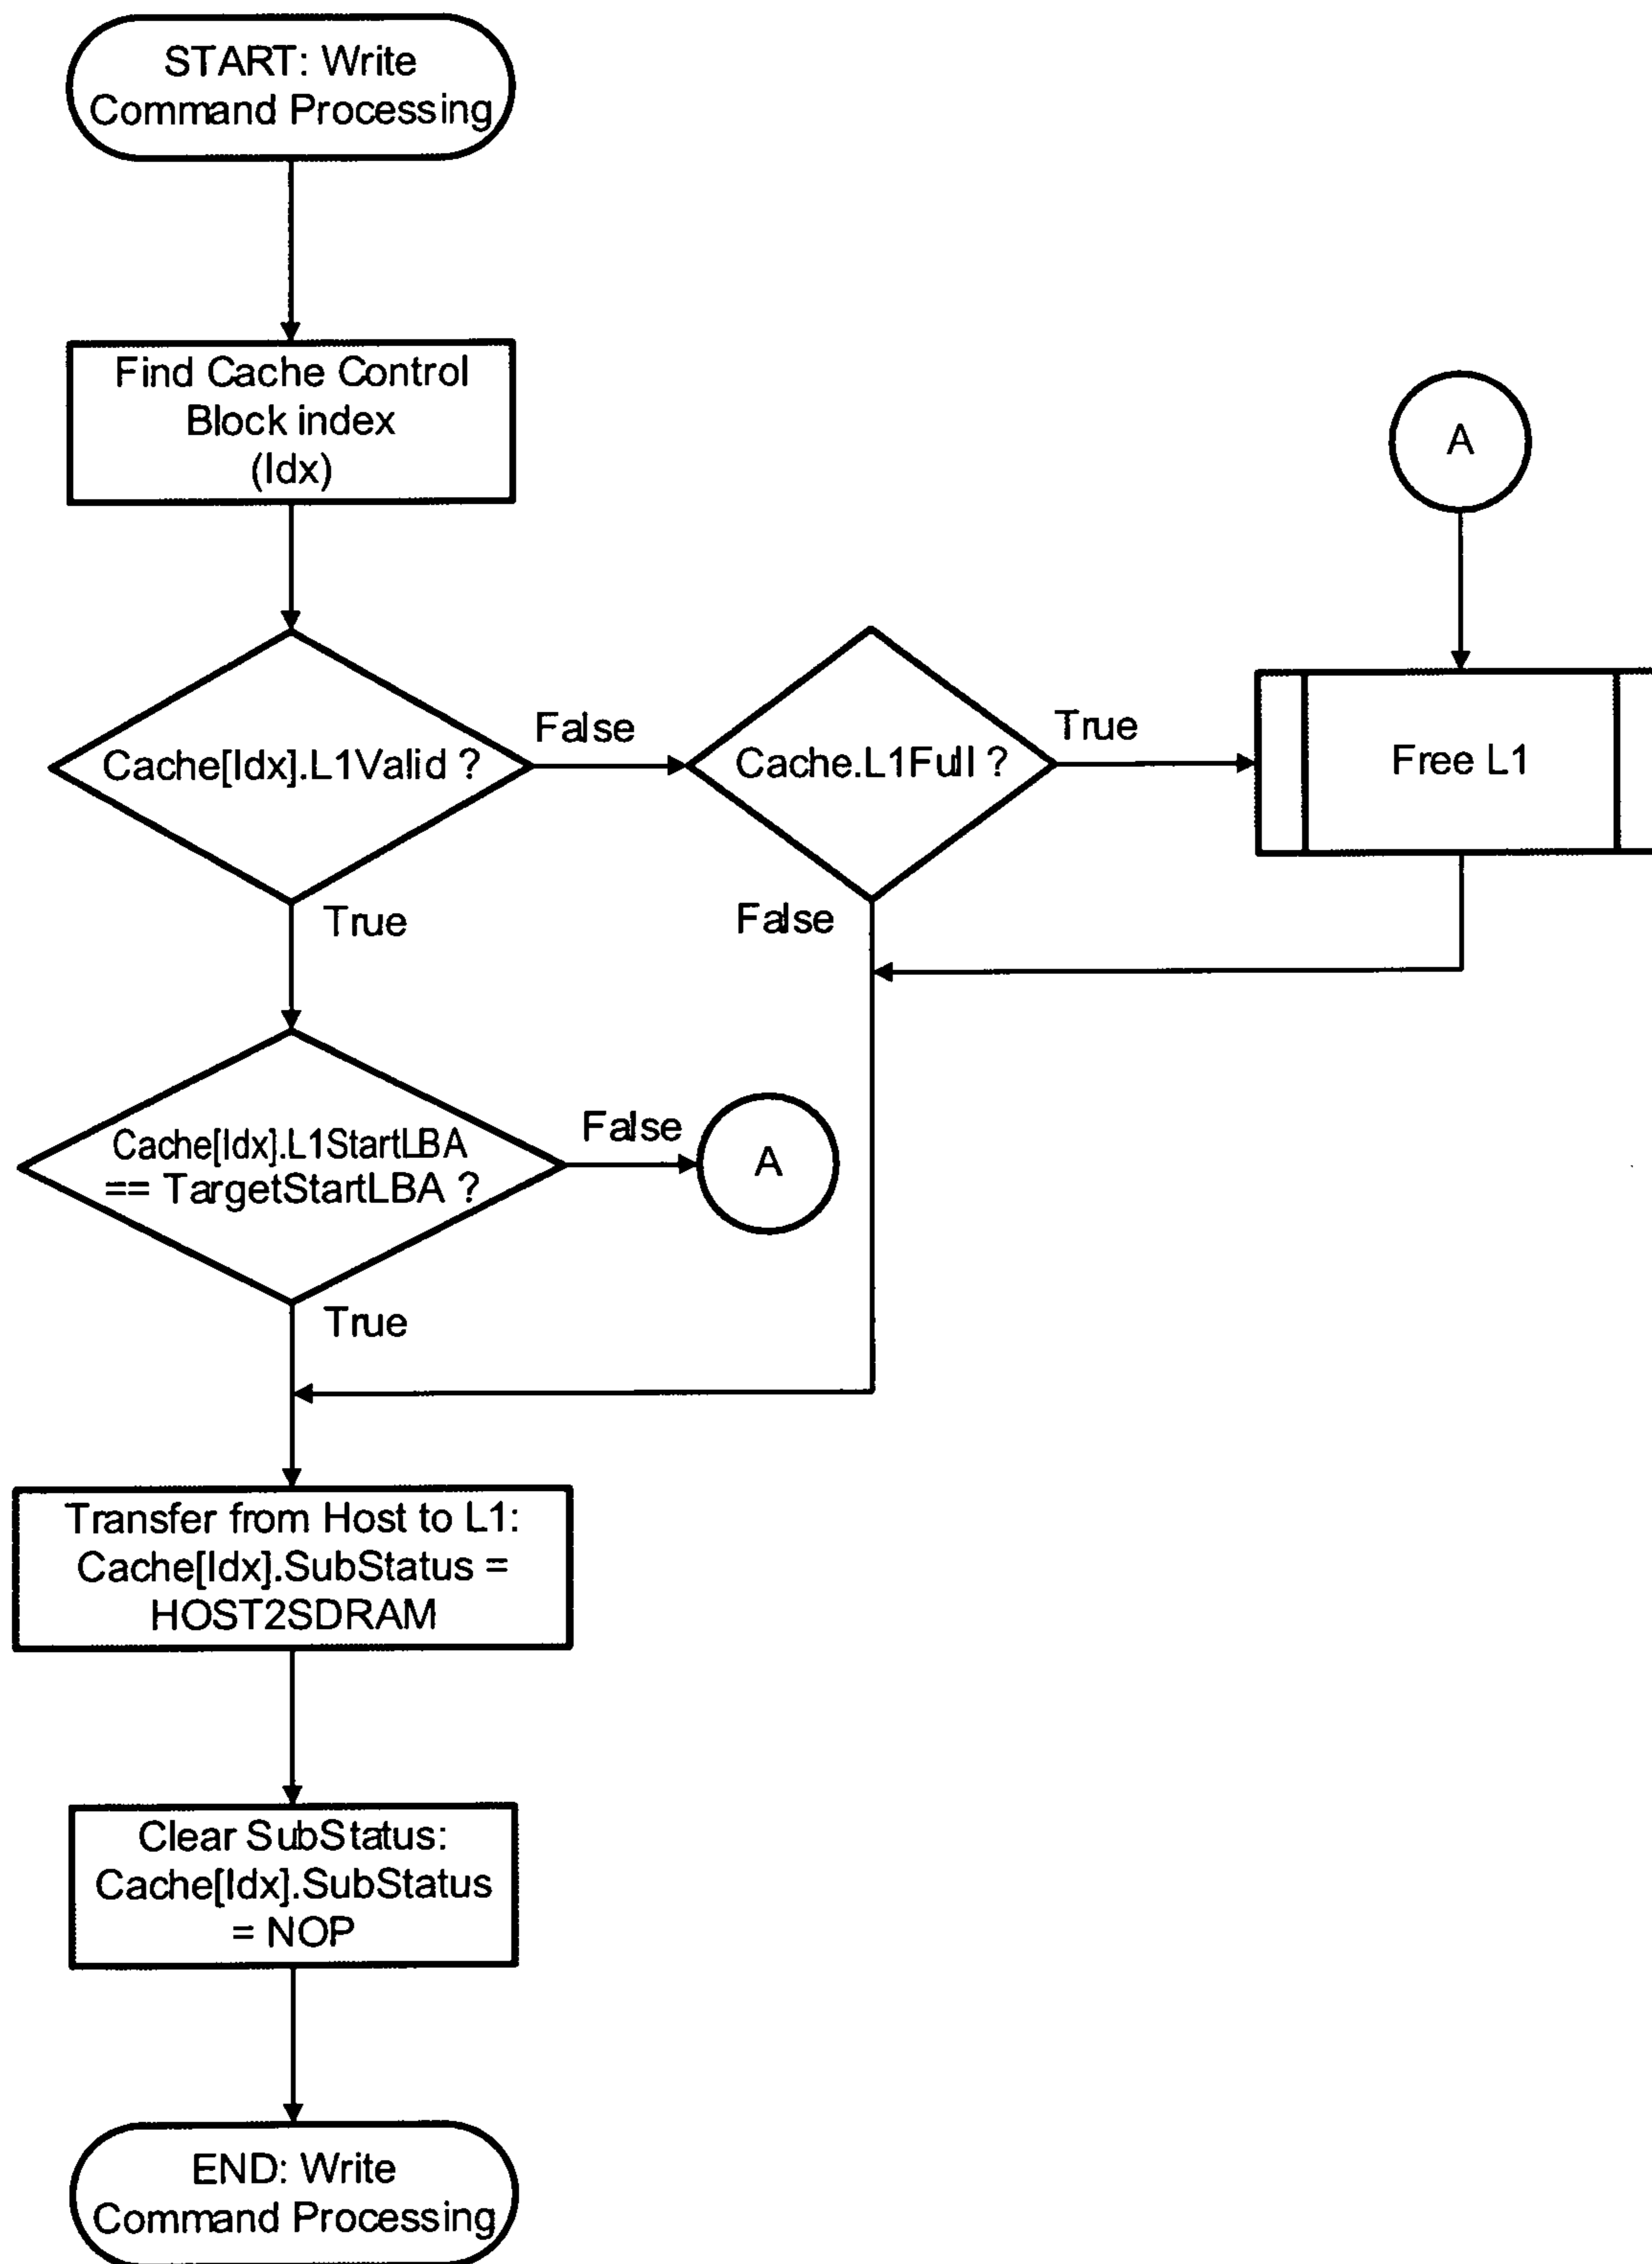 START: Write
Command Processing
Find Cache Control
Block index
(Idx)
A
Cache[Idx].L1Valid ?
False
Cache.L1Full ?
True
Free L1
True
False
Cache[Idx].L1StartLBA
== TargetStartLBA ?
False
A
True
Transfer from Host to L1:
Cache[Idx].SubStatus =
HOST2SDRAM
Clear SubStatus:
Cache[Idx].SubStatus
= NOP
END: Write
Command Processing